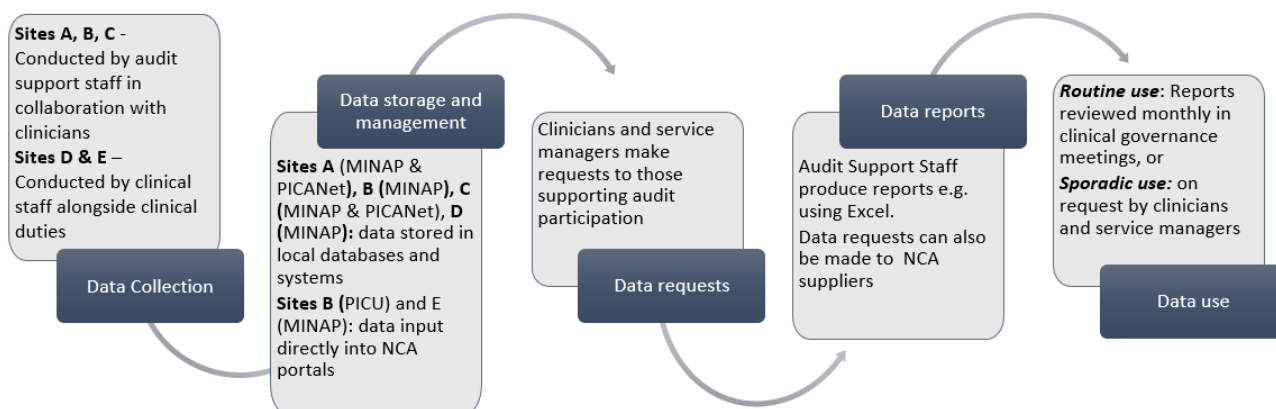 Sites A, B, C -
Conducted by audit
support staff in
collaboration with
clinicians
Sites D & E –
Conducted by clinical
staff alongside clinical
duties
Data Collection
Data storage and
management
Sites A (MINAP &
PICANet), B (MINAP), C
(MINAP & PICANet), D
(MINAP): data stored in
local databases and
systems
Sites B (PICU) and E
(MINAP): data input
directly into NCA
portals
Clinicians and service
managers make
requests to those
supporting audit
participation
Data requests
Data reports
Audit Support Staff
produce reports e.g.
using Excel.
Data requests can also
be made to  NCA
suppliers
Routine use: Reports
reviewed monthly in
clinical governance
meetings, or
Sporadic use: on
request by clinicians
and service managers
Data use